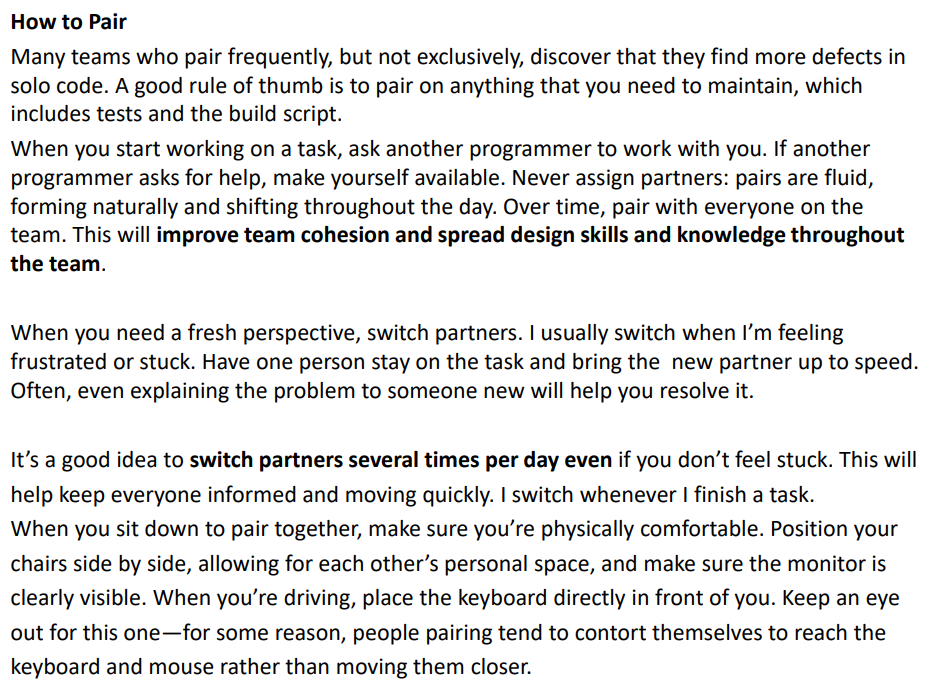 How to Pair
Many teams who pair frequently, but not exclusively, discover that they find more defects in
solo code. A good rule of thumb is to pair on anything that you need to maintain, which
includes tests and the build script.
When you start working on a task, ask another programmer to work with you. If another
programmer asks for help, make yourself available. Never assign partners: pairs are fluid,
forming naturally and shifting throughout the day. Over time, pair with everyone on the
team. This will improve team cohesion and spread design skills and knowledge throughout
the team.
When you need a fresh perspective, switch partners. I usually switch when I’m feeling
frustrated or stuck. Have one person stay on the task and bring the  new partner up to speed.
Often, even explaining the problem to someone new will help you resolve it.
It’s a good idea to switch partners several times per day even if you don’t feel stuck. This will
help keep everyone informed and moving quickly. I switch whenever I finish a task.
When you sit down to pair together, make sure you’re physically comfortable. Position your
chairs side by side, allowing for each other’s personal space, and make sure the monitor is
clearly visible. When you’re driving, place the keyboard directly in front of you. Keep an eye
out for this one—for some reason, people pairing tend to contort themselves to reach the
keyboard and mouse rather than moving them closer.